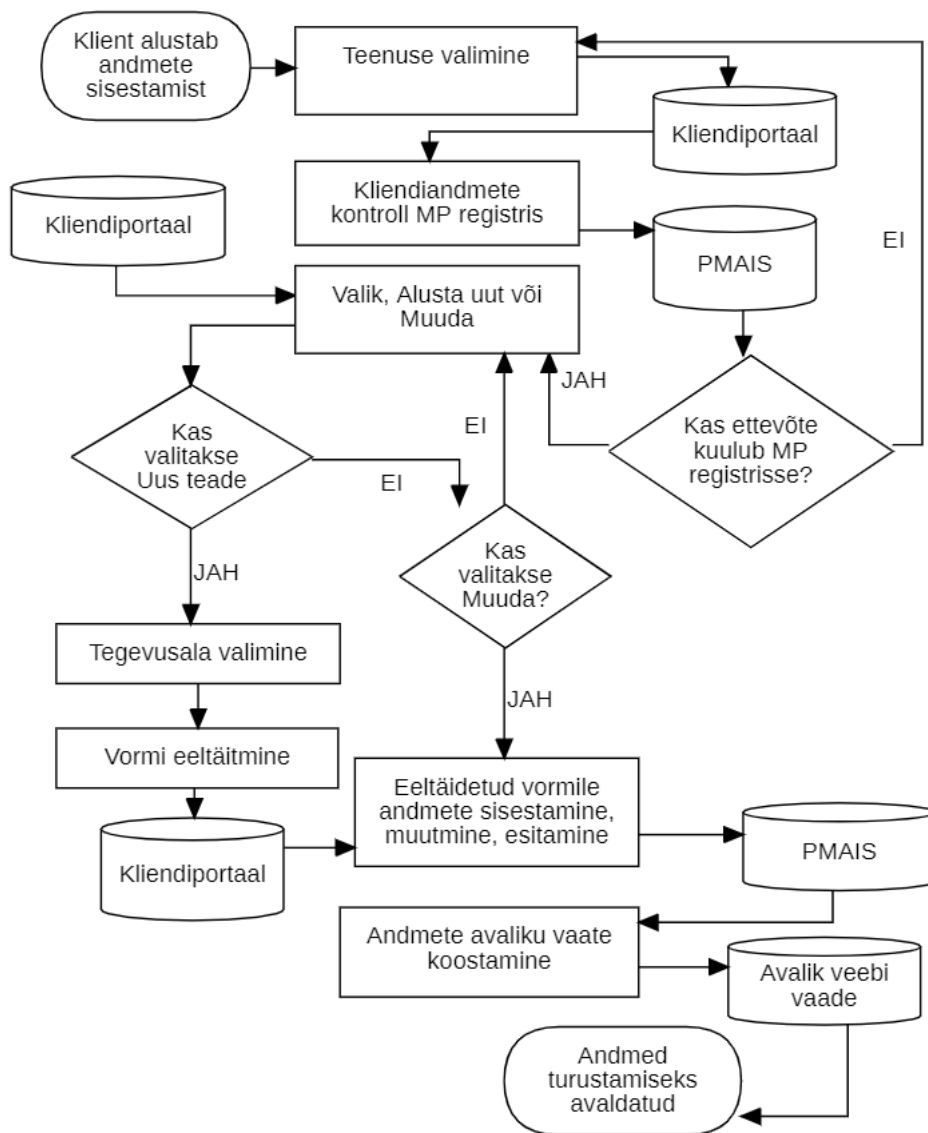 Klient alustab
andmete
sisestamist
Teenuse valimine
Kliendiportaal
Kliendiandmete
kontroll MP registris
Kliendiportaal
PMAIS
EI
Valik, Alusta uut või
Muuda
JAH
Kas ettevõte
kuulub MP
registrisse?
Kas
valitakse
Uus teade
EI
EI
Kas
valitakse
Muuda?
JAH
Tegevusala valimine
JAH
Vormi eeltäitmine
Eeltäidetud vormile
andmete sisestamine,
muutmine, esitamine
Kliendiportaal
PMAIS
Andmete avaliku vaate
koostamine
Avalik veebi
vaade
Andmed
turustamiseks
avaldatud